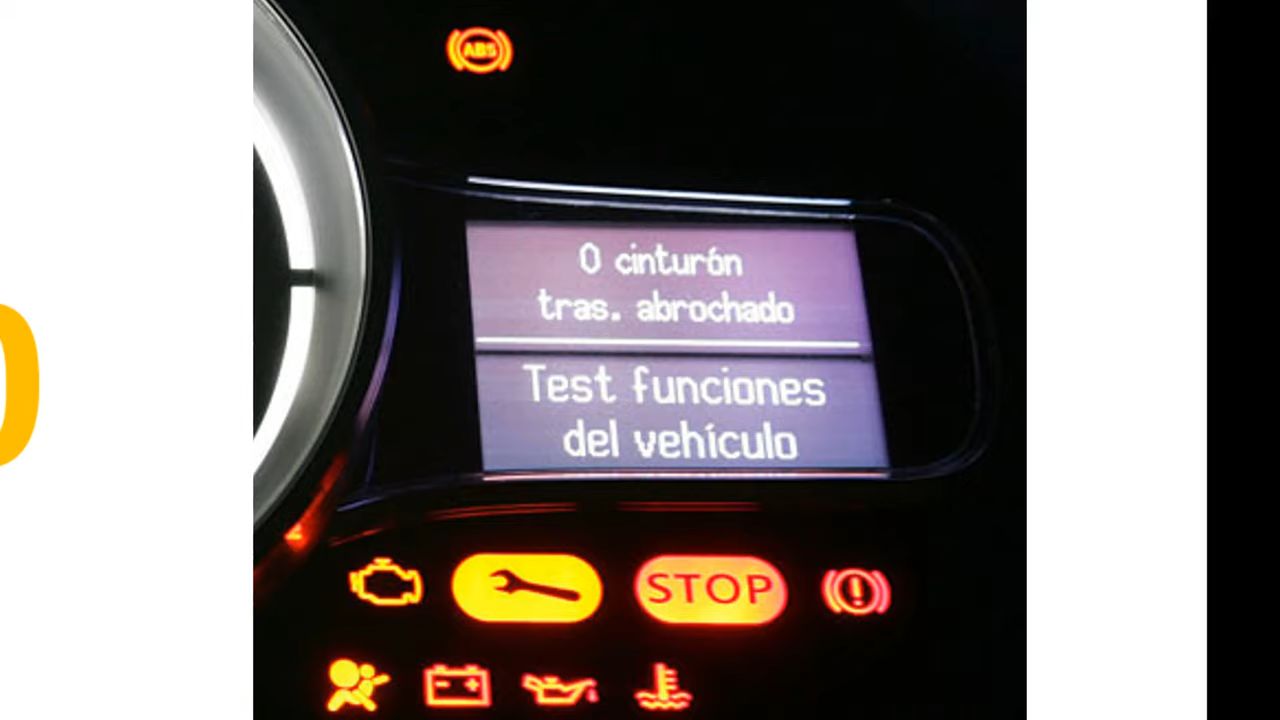 ABS
0 cinturón
tras. abrochado
Test funciones
del vehículo
STOP